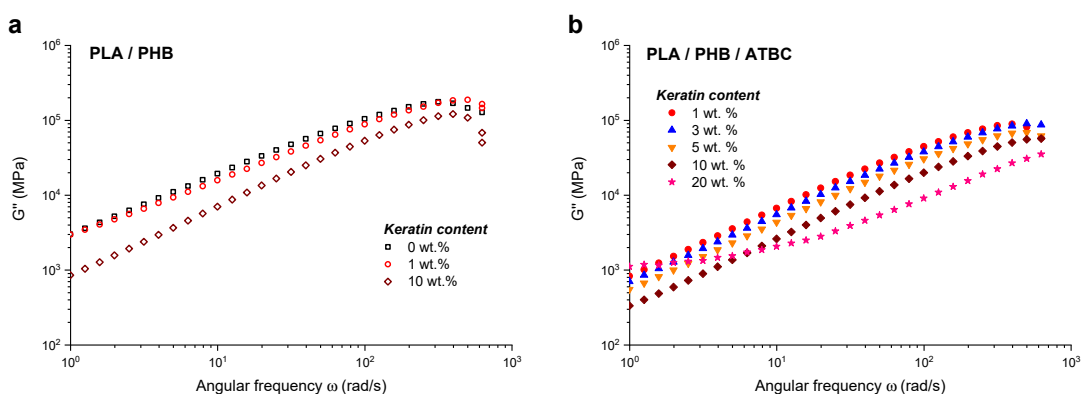 a
PLA / PHB
10⁶
10⁵
10⁴
10³
10²
G'' (MPa)
Keratin content
0 wt.%
1 wt.%
10 wt.%
10⁰ 10¹ 10² 10³
Angular frequency ω (rad/s)
b
PLA / PHB / ATBC
10⁶
10⁵
10⁴
10³
10²
G'' (MPa)
Keratin content
1 wt. %
3 wt. %
5 wt. %
10 wt. %
20 wt. %
10⁰ 10¹ 10² 10³
Angular frequency ω (rad/s)